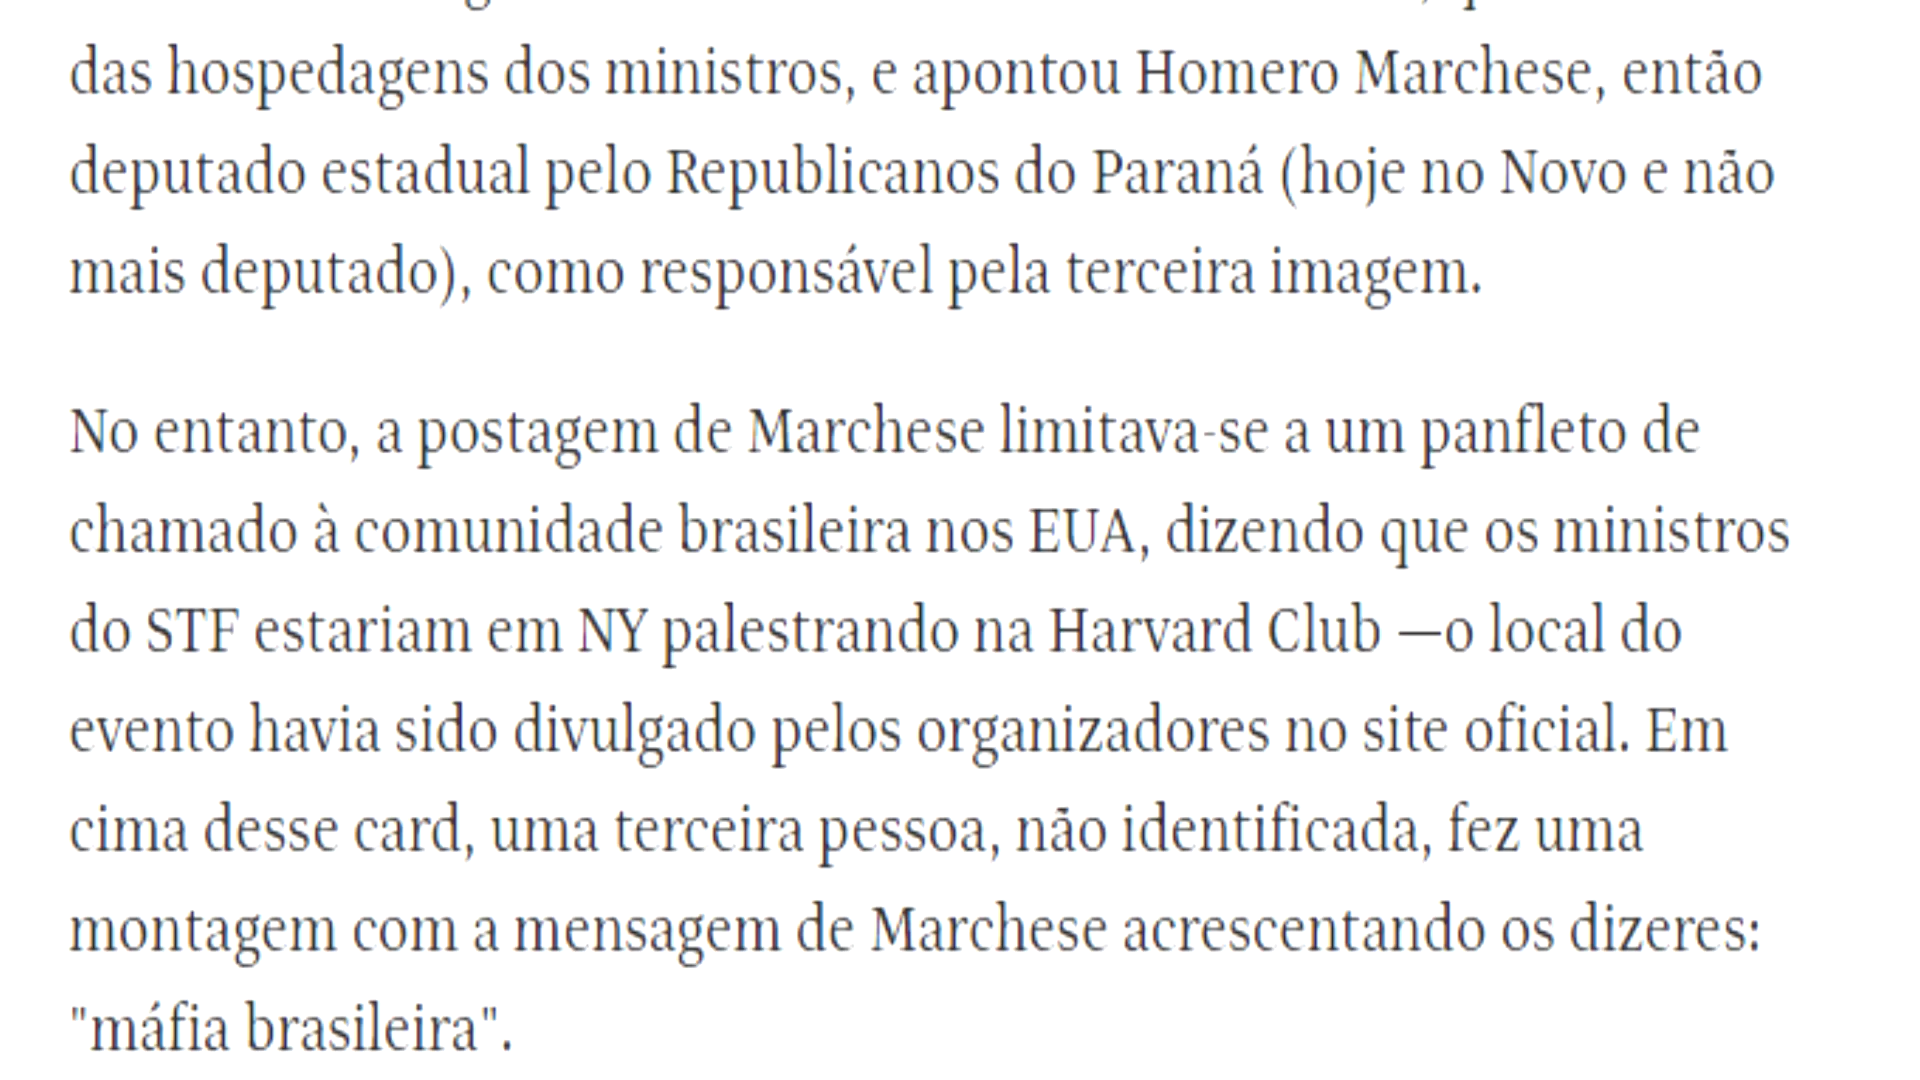 das hospedagens dos ministros, e apontou Homero Marchese, então
deputado estadual pelo Republicanos do Paraná (hoje no Novo e não
mais deputado), como responsável pela terceira imagem.
No entanto, a postagem de Marchese limitava-se a um panfleto de
chamado à comunidade brasileira nos EUA, dizendo que os ministros
do STF estariam em NY palestrando na Harvard Club —o local do
evento havia sido divulgado pelos organizadores no site oficial. Em
cima desse card, uma terceira pessoa, não identificada, fez uma
montagem com a mensagem de Marchese acrescentando os dizeres:
"máfia brasileira".